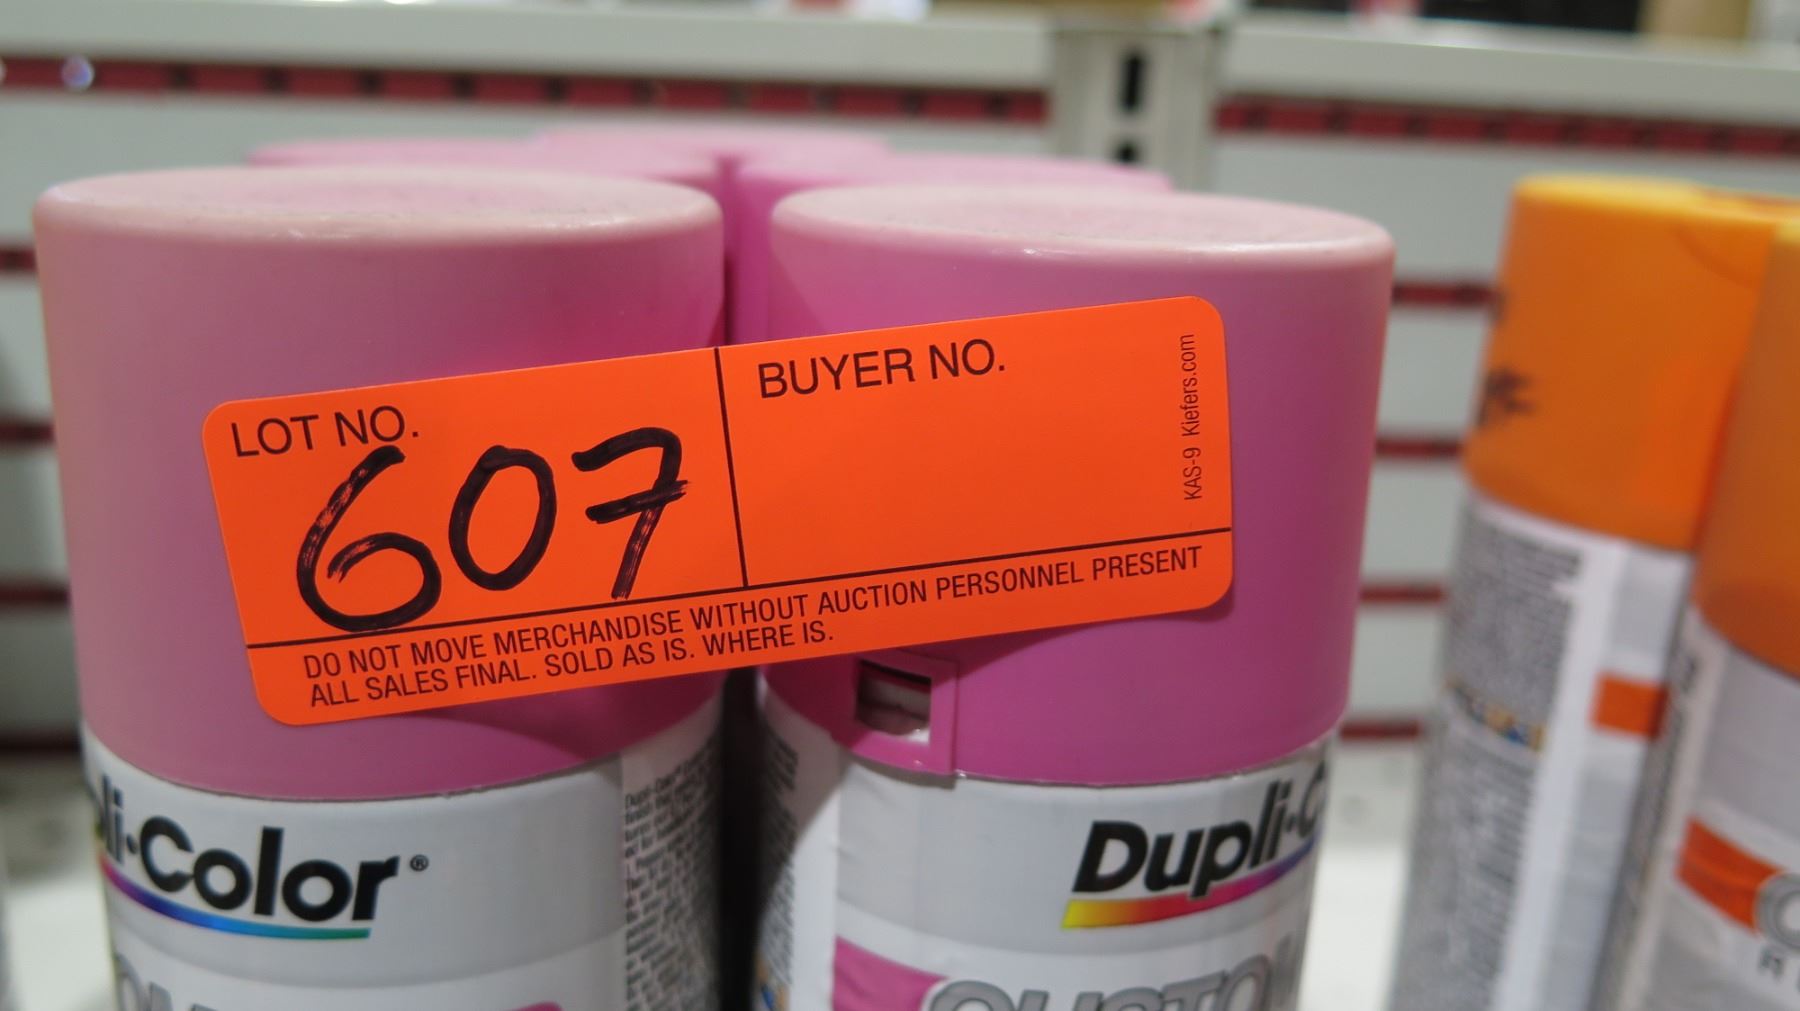 LOT NO.
607
BUYER NO.
KAS-9 Kiefers.com
DO NOT MOVE MERCHANDISE WITHOUT AUCTION PERSONNEL PRESENT
ALL SALES FINAL. SOLD AS IS. WHERE IS.
li·Color®
Dupli·C
CUSTO